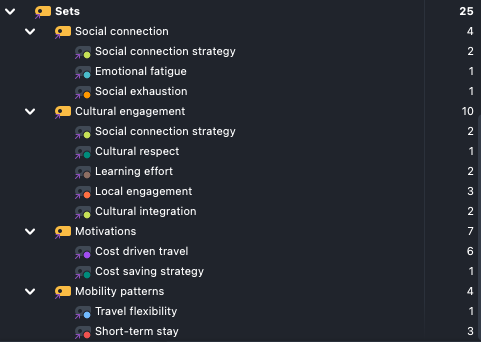 Sets 25
Social connection 4
Social connection strategy 2
Emotional fatigue 1
Social exhaustion 1
Cultural engagement 10
Social connection strategy 2
Cultural respect 1
Learning effort 2
Local engagement 3
Cultural integration 2
Motivations 7
Cost driven travel 6
Cost saving strategy 1
Mobility patterns 4
Travel flexibility 1
Short-term stay 3